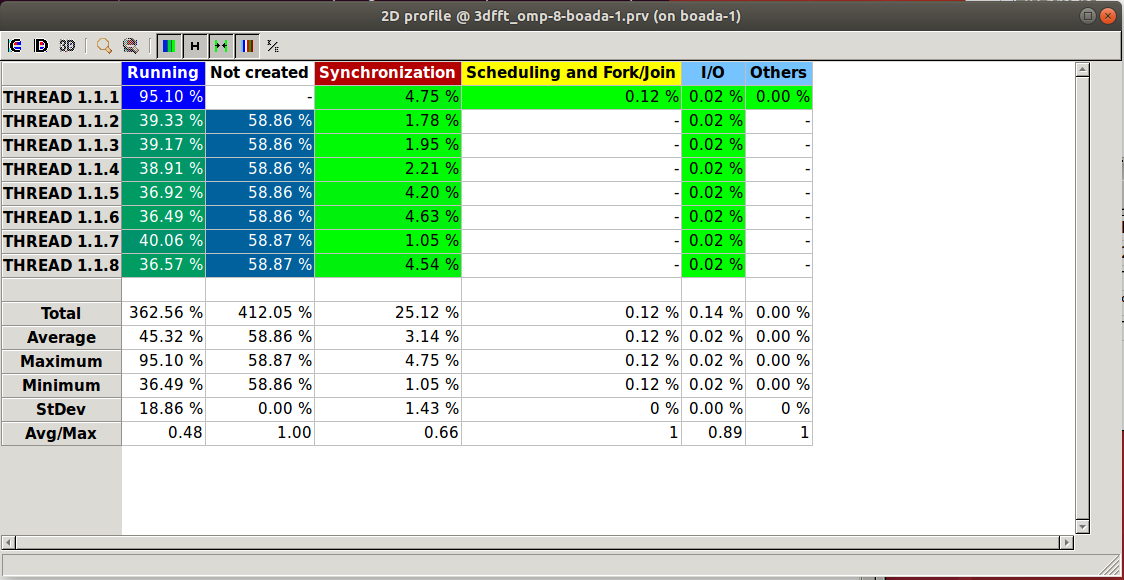 2D profile @ 3dfft_omp-8-boada-1.prv (on boada-1)
3D
Running Not created Synchronization Scheduling and Fork/Join I/O Others
THREAD 1.1.1 95.10 % - 4.75 % 0.12 % 0.02 % 0.00 %
THREAD 1.1.2 39.33 % 58.86 % 1.78 % - 0.02 % -
THREAD 1.1.3 39.17 % 58.86 % 1.95 % - 0.02 % -
THREAD 1.1.4 38.91 % 58.86 % 2.21 % - 0.02 % -
THREAD 1.1.5 36.92 % 58.86 % 4.20 % - 0.02 % -
THREAD 1.1.6 36.49 % 58.86 % 4.63 % - 0.02 % -
THREAD 1.1.7 40.06 % 58.87 % 1.05 % - 0.02 % -
THREAD 1.1.8 36.57 % 58.87 % 4.54 % - 0.02 % -
Total 362.56 % 412.05 % 25.12 % 0.12 % 0.14 % 0.00 %
Average 45.32 % 58.86 % 3.14 % 0.12 % 0.02 % 0.00 %
Maximum 95.10 % 58.87 % 4.75 % 0.12 % 0.02 % 0.00 %
Minimum 36.49 % 58.86 % 1.05 % 0.12 % 0.02 % 0.00 %
StDev 18.86 % 0.00 % 1.43 % 0 % 0.00 % 0 %
Avg/Max 0.48 1.00 0.66 1 0.89 1